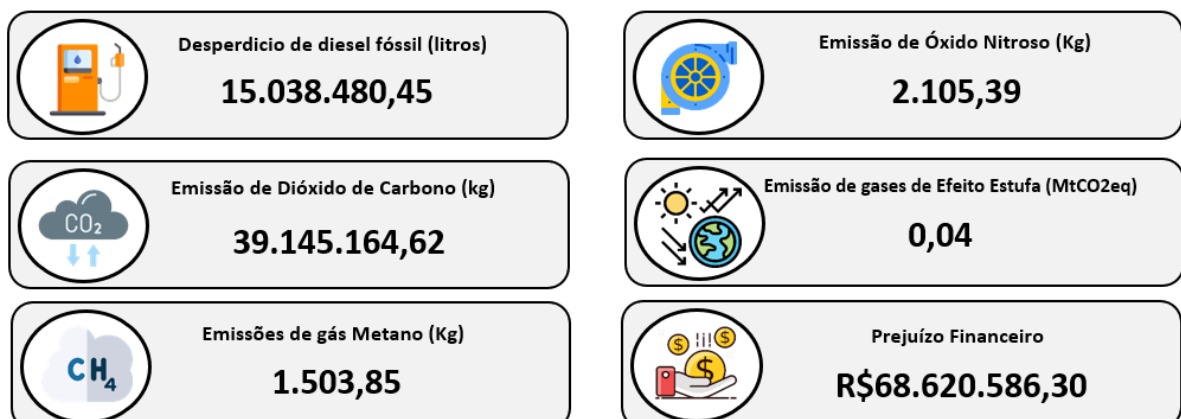 Desperdicio de diesel fóssil (litros)
15.038.480,45
Emissão de Óxido Nitroso (Kg)
2.105,39
CO2
Emissão de Dióxido de Carbono (kg)
39.145.164,62
Emissão de gases de Efeito Estufa (MtCO2eq)
0,04
CH4
Emissões de gás Metano (Kg)
1.503,85
$ $
$
Prejuízo Financeiro
R$68.620.586,30